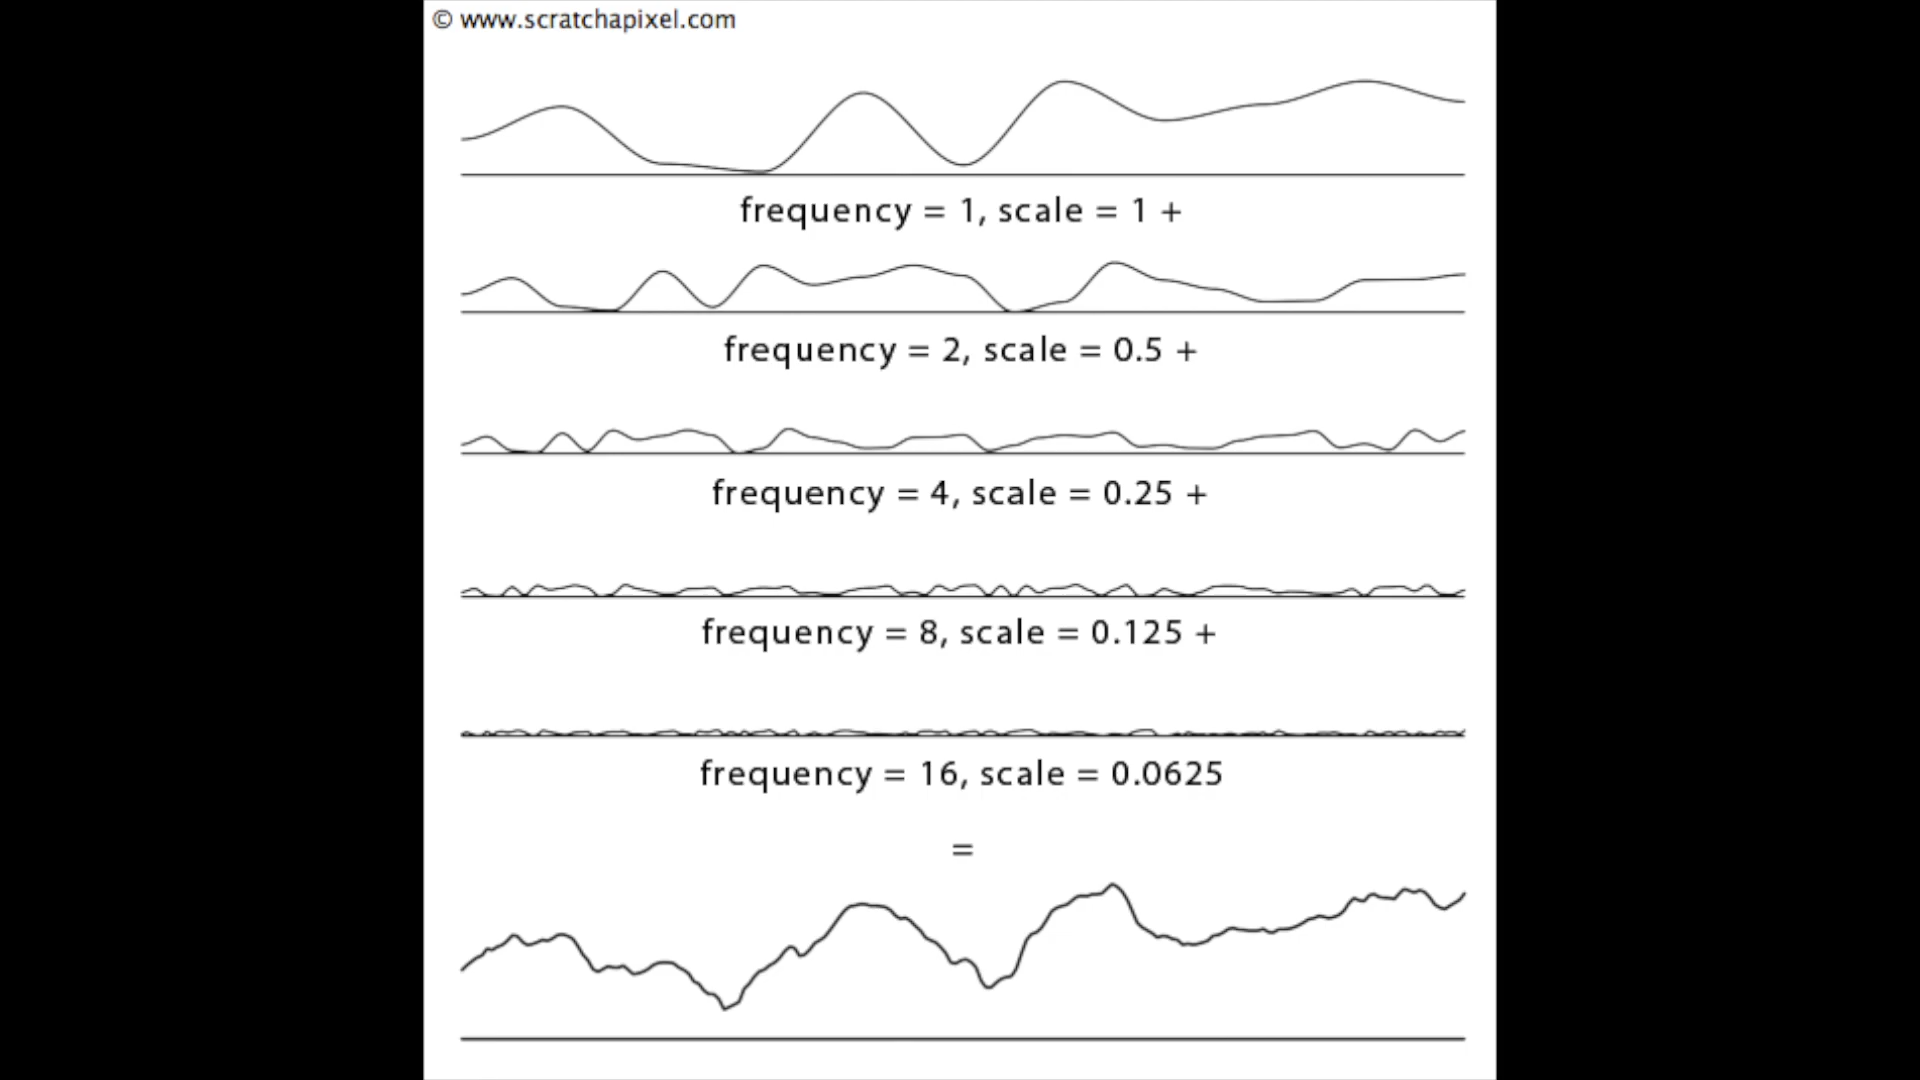 © www.scratchapixel.com
frequency = 1, scale = 1 +
frequency = 2, scale = 0.5 +
frequency = 4, scale = 0.25 +
frequency = 8, scale = 0.125 +
frequency = 16, scale = 0.0625
=